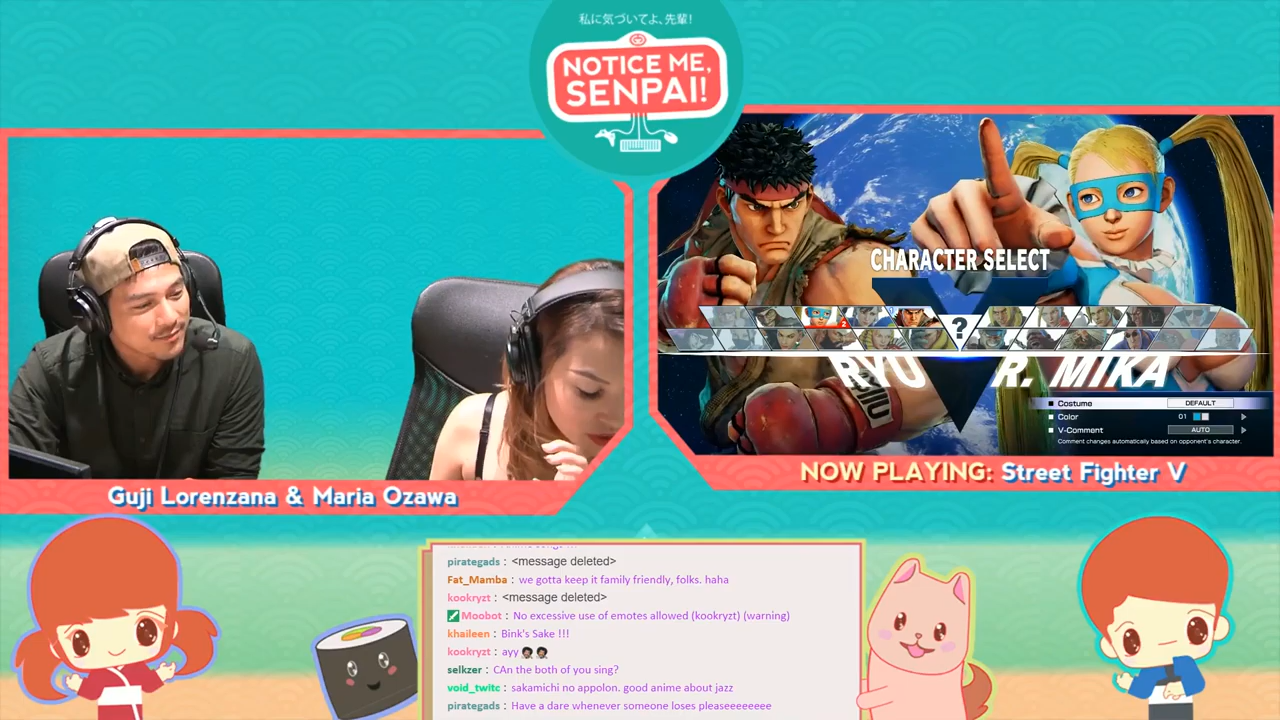 私に気づいてよ、先輩!
NOTICE ME,
SENPAI!
CHARACTER SELECT
2
?
RYU
R. MIKA
RYU
Costume DEFAULT
Color 01
V-Comment AUTO
Comment changes automatically based on opponent's character.
NOW PLAYING: Street Fighter V
Guji Lorenzana & Maria Ozawa
pirategads : <message deleted>
Fat_Mamba : we gotta keep it family friendly, folks. haha
kookryzt : <message deleted>
Moobot : No excessive use of emotes allowed (kookryzt) (warning)
khaileen : Bink's Sake !!!
kookryzt : ayy
selkzer : CAn the both of you sing?
void_twitc : sakamichi no appolon. good anime about jazz
pirategads : Have a dare whenever someone loses pleaseeeeeeee